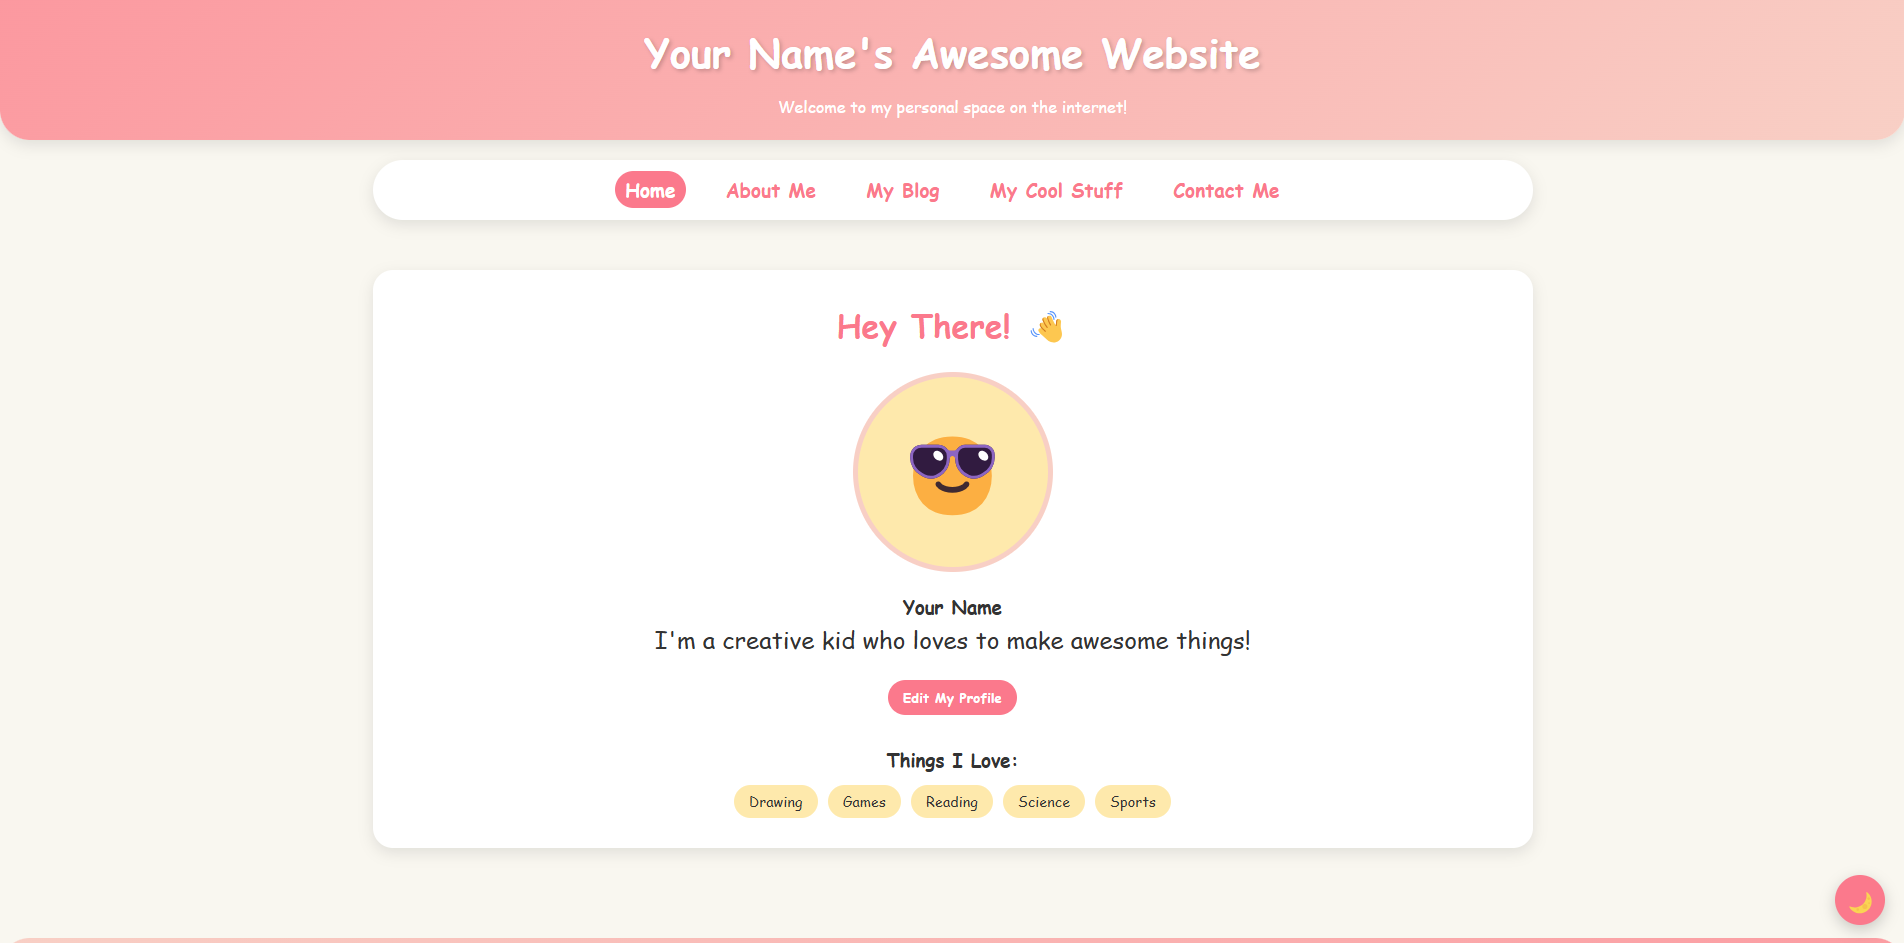 Your Name's Awesome Website
Welcome to my personal space on the internet!
Home About Me My Blog My Cool Stuff Contact Me
Hey There! 👋
Your Name
I'm a creative kid who loves to make awesome things!
Edit My Profile
Things I Love:
Drawing Games Reading Science Sports